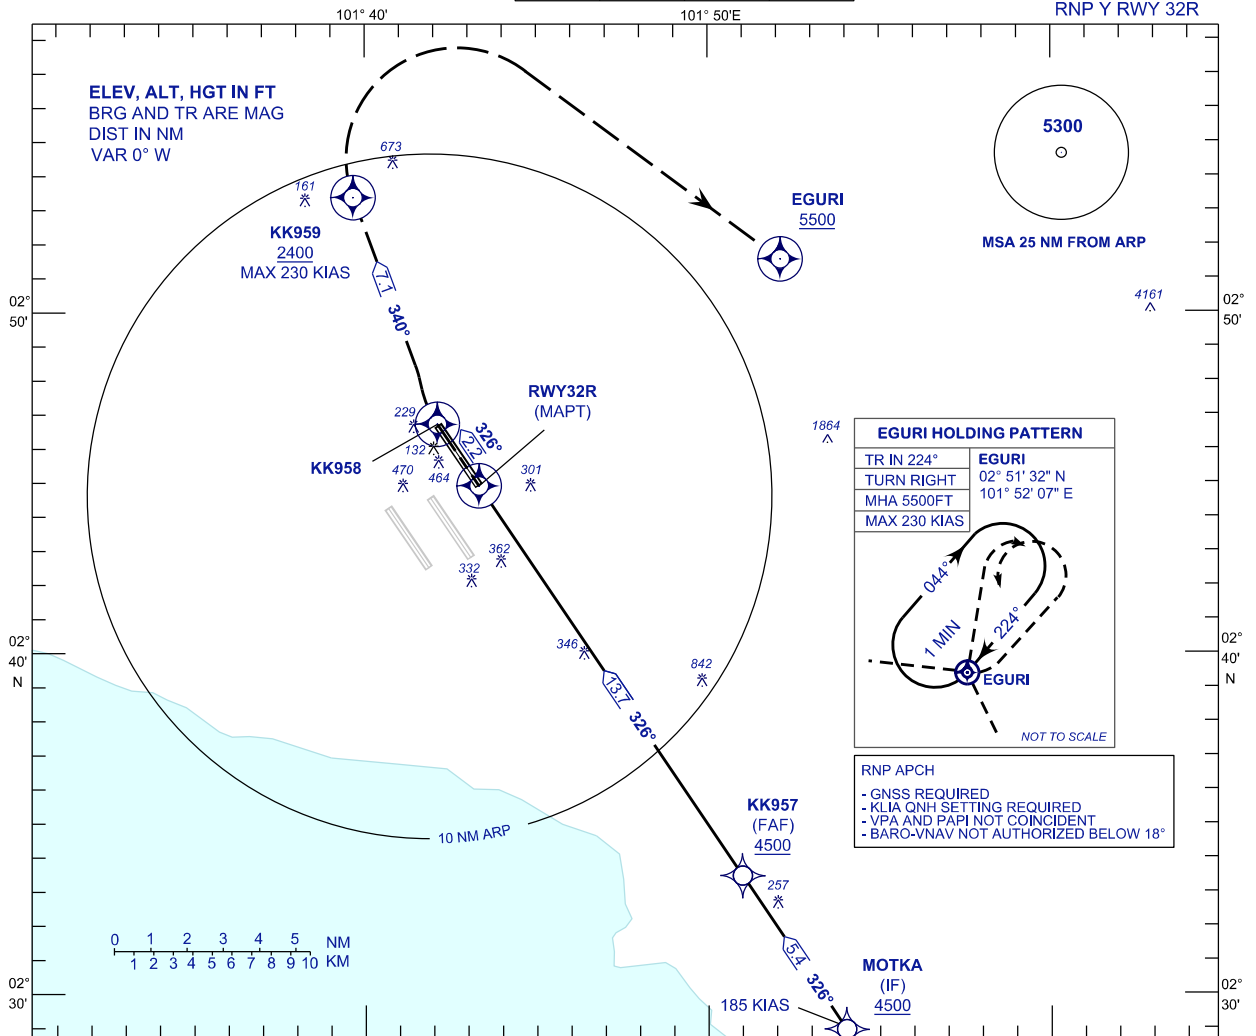 RNP Y RWY 32R
101° 40'
101° 50'E
ELEV, ALT, HGT IN FT
BRG AND TR ARE MAG
DIST IN NM
VAR 0° W
5300
MSA 25 NM FROM ARP
673
161
KK959
2400
MAX 230 KIAS
EGURI
5500
4161
02°
50'
02°
50'
7.1
340°
RWY32R
(MAPT)
229
326°
2.2
132
KK958
470
464
301
1864
362
332
EGURI HOLDING PATTERN
TR IN 224°
TURN RIGHT
MHA 5500FT
MAX 230 KIAS
EGURI
02° 51' 32" N
101° 52' 07" E
044°
1 MIN
224°
EGURI
NOT TO SCALE
02°
40'
N
02°
40'
N
346
842
13.7
326°
RNP APCH
- GNSS REQUIRED
- KLIA QNH SETTING REQUIRED
- VPA AND PAPI NOT COINCIDENT
- BARO-VNAV NOT AUTHORIZED BELOW 18°
10 NM ARP
KK957
(FAF)
4500
257
0 1 2 3 4 5 NM
1 2 3 4 5 6 7 8 9 10 KM
5.4
326°
MOTKA
(IF)
4500
185 KIAS
02°
30'
02°
30'